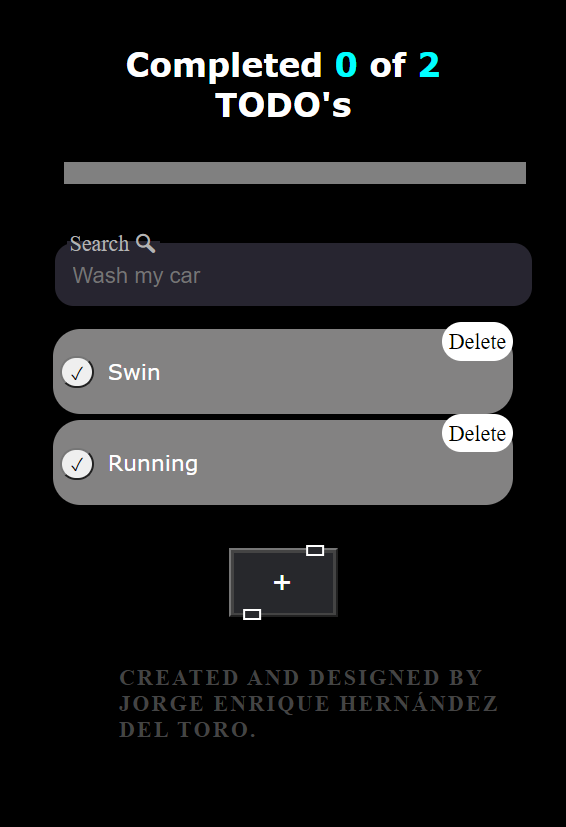 Completed 0 of 2
TODO's
Search 🔍
Wash my car
Delete
✓ Swin
Delete
✓ Running
+
CREATED AND DESIGNED BY
JORGE ENRIQUE HERNÁNDEZ
DEL TORO.